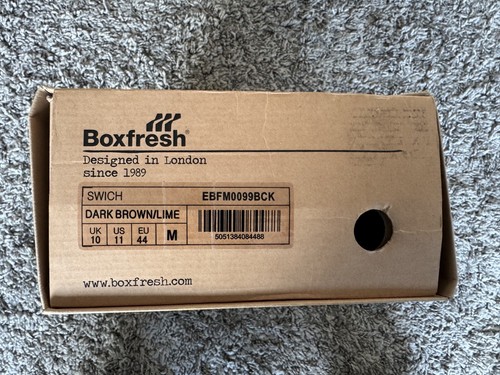 Boxfresh®
Designed in London
since 1989
SWICH EBFM0099BCK
DARK BROWN/LIME
UK US EU M
10 11 44
5051384084488
www.boxfresh.com